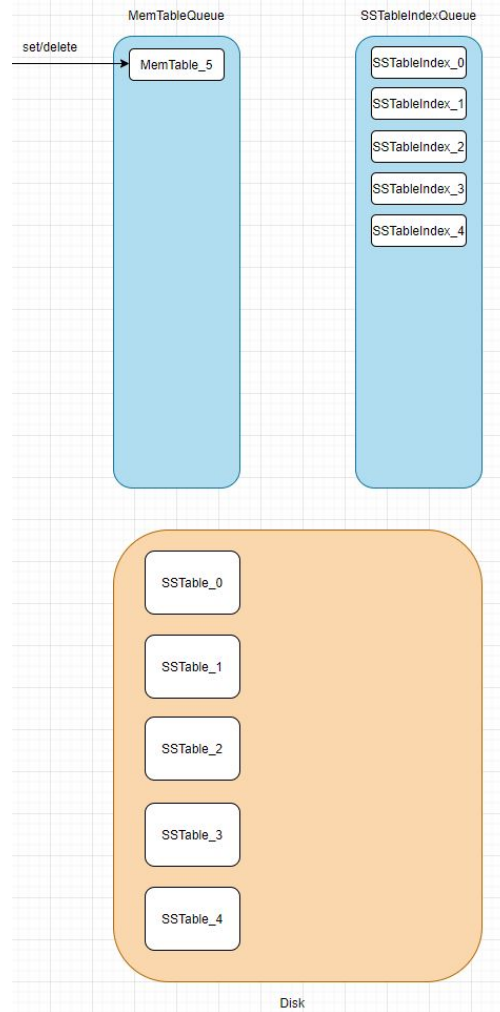 MemTableQueue
SSTableIndexQueue
set/delete
MemTable_5
SSTableIndex_0
SSTableIndex_1
SSTableIndex_2
SSTableIndex_3
SSTableIndex_4
SSTable_0
SSTable_1
SSTable_2
SSTable_3
SSTable_4
Disk